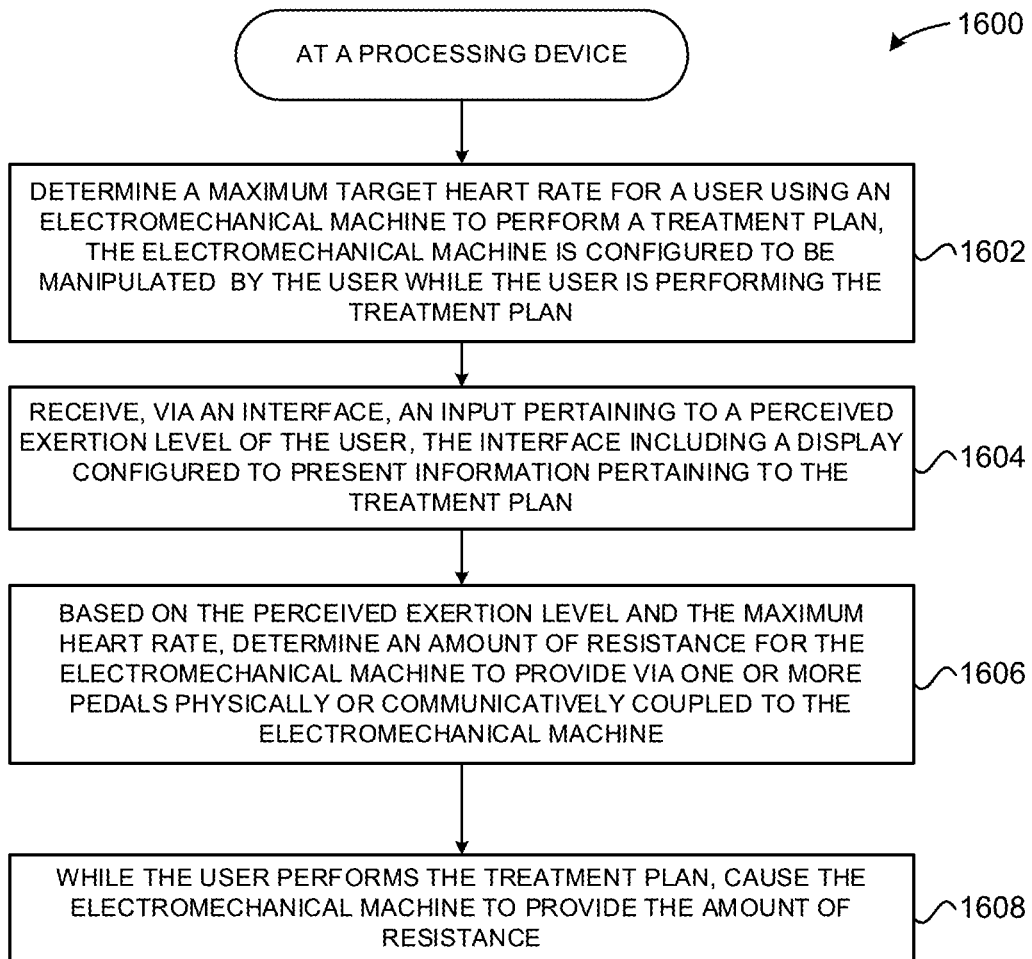 1600
AT A PROCESSING DEVICE
DETERMINE A MAXIMUM TARGET HEART RATE FOR A USER USING AN
ELECTROMECHANICAL MACHINE TO PERFORM A TREATMENT PLAN,
THE ELECTROMECHANICAL MACHINE IS CONFIGURED TO BE
MANIPULATED BY THE USER WHILE THE USER IS PERFORMING THE
TREATMENT PLAN
1602
RECEIVE, VIA AN INTERFACE, AN INPUT PERTAINING TO A PERCEIVED
EXERTION LEVEL OF THE USER, THE INTERFACE INCLUDING A DISPLAY
CONFIGURED TO PRESENT INFORMATION PERTAINING TO THE
TREATMENT PLAN
1604
BASED ON THE PERCEIVED EXERTION LEVEL AND THE MAXIMUM
HEART RATE, DETERMINE AN AMOUNT OF RESISTANCE FOR THE
ELECTROMECHANICAL MACHINE TO PROVIDE VIA ONE OR MORE
PEDALS PHYSICALLY OR COMMUNICATIVELY COUPLED TO THE
ELECTROMECHANICAL MACHINE
1606
WHILE THE USER PERFORMS THE TREATMENT PLAN, CAUSE THE
ELECTROMECHANICAL MACHINE TO PROVIDE THE AMOUNT OF
RESISTANCE
1608